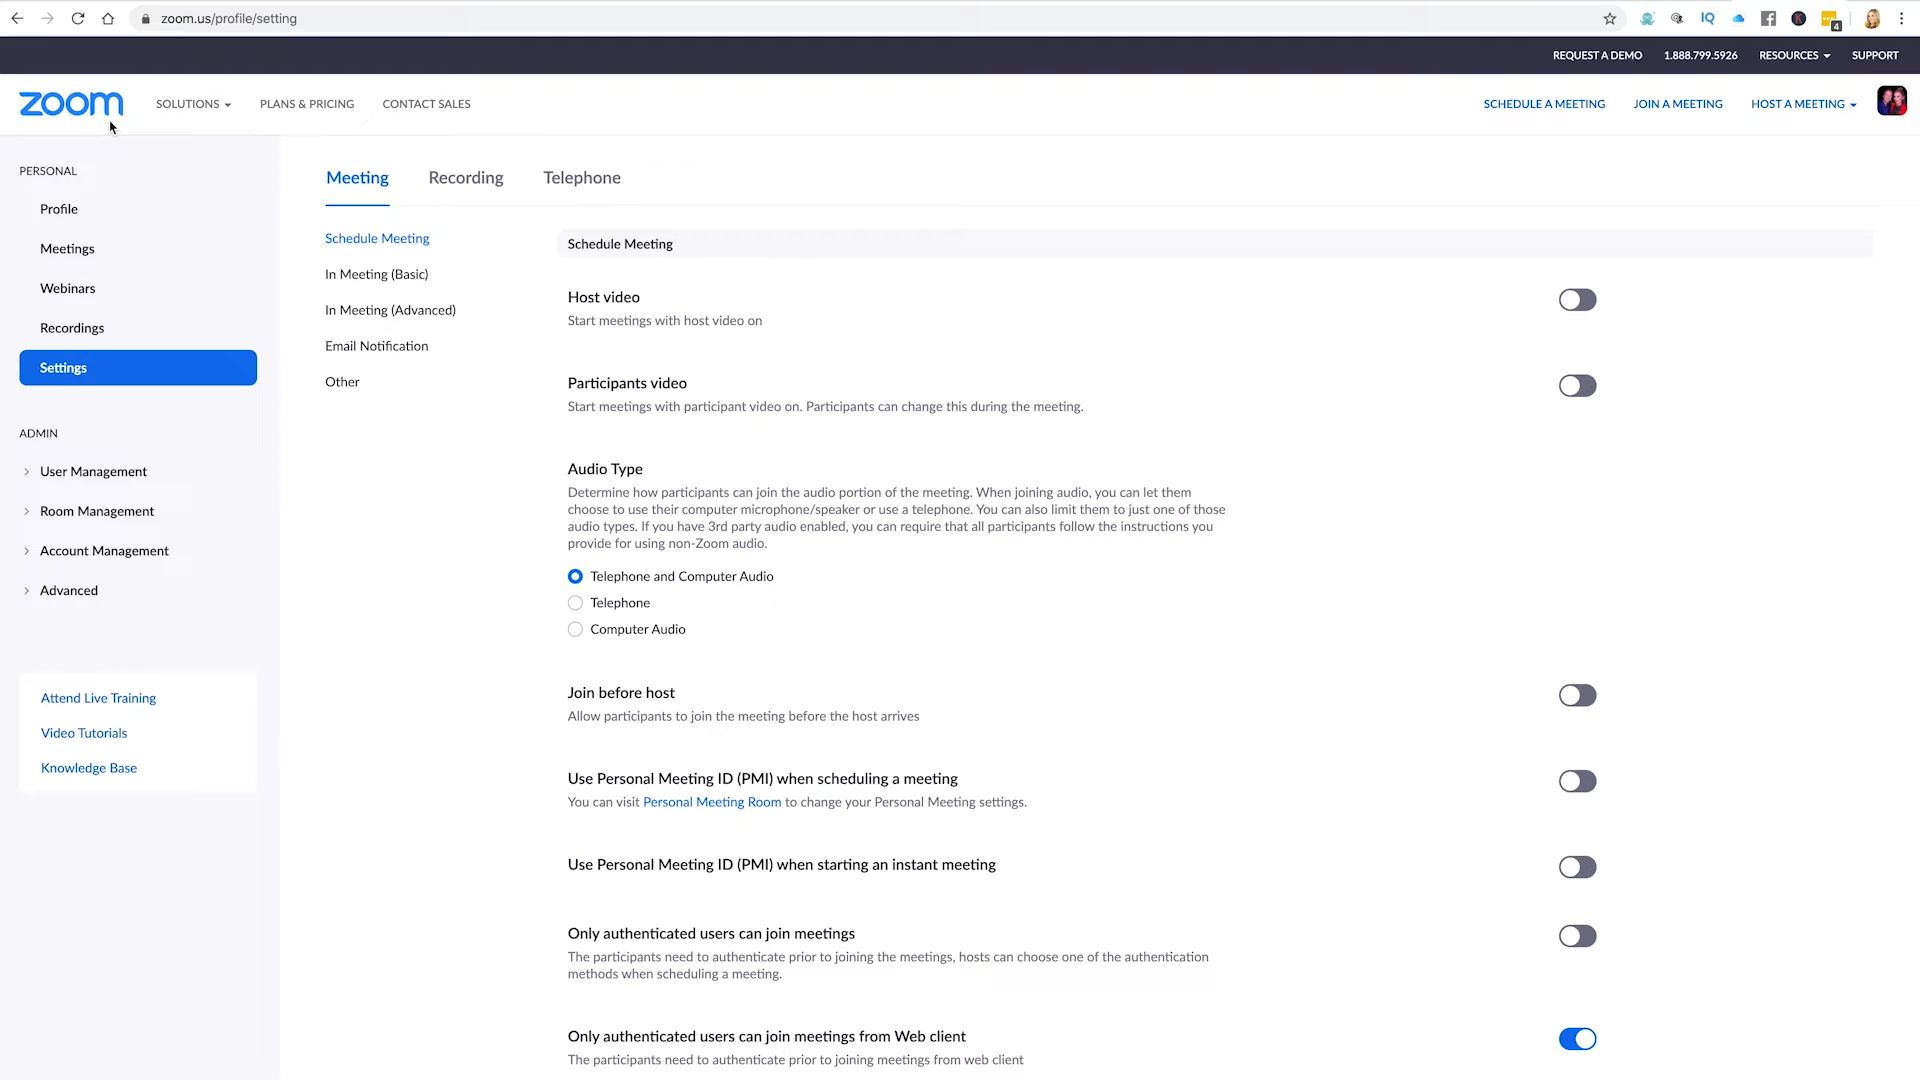 zoom.us/profile/setting
IQ
4
REQUEST A DEMO
1.888.799.5926
RESOURCES
SUPPORT
zoom
SOLUTIONS
PLANS & PRICING
CONTACT SALES
SCHEDULE A MEETING
JOIN A MEETING
HOST A MEETING
PERSONAL
Profile
Meetings
Webinars
Recordings
Settings
ADMIN
User Management
Room Management
Account Management
Advanced
Attend Live Training
Video Tutorials
Knowledge Base
Meeting
Recording
Telephone
Schedule Meeting
In Meeting (Basic)
In Meeting (Advanced)
Email Notification
Other
Schedule Meeting
Host video
Start meetings with host video on
Participants video
Start meetings with participant video on. Participants can change this during the meeting.
Audio Type
Determine how participants can join the audio portion of the meeting. When joining audio, you can let them
choose to use their computer microphone/speaker or use a telephone. You can also limit them to just one of those
audio types. If you have 3rd party audio enabled, you can require that all participants follow the instructions you
provide for using non-Zoom audio.
Telephone and Computer Audio
Telephone
Computer Audio
Join before host
Allow participants to join the meeting before the host arrives
Use Personal Meeting ID (PMI) when scheduling a meeting
You can visit Personal Meeting Room to change your Personal Meeting settings.
Use Personal Meeting ID (PMI) when starting an instant meeting
Only authenticated users can join meetings
The participants need to authenticate prior to joining the meetings, hosts can choose one of the authentication
methods when scheduling a meeting.
Only authenticated users can join meetings from Web client
The participants need to authenticate prior to joining meetings from web client